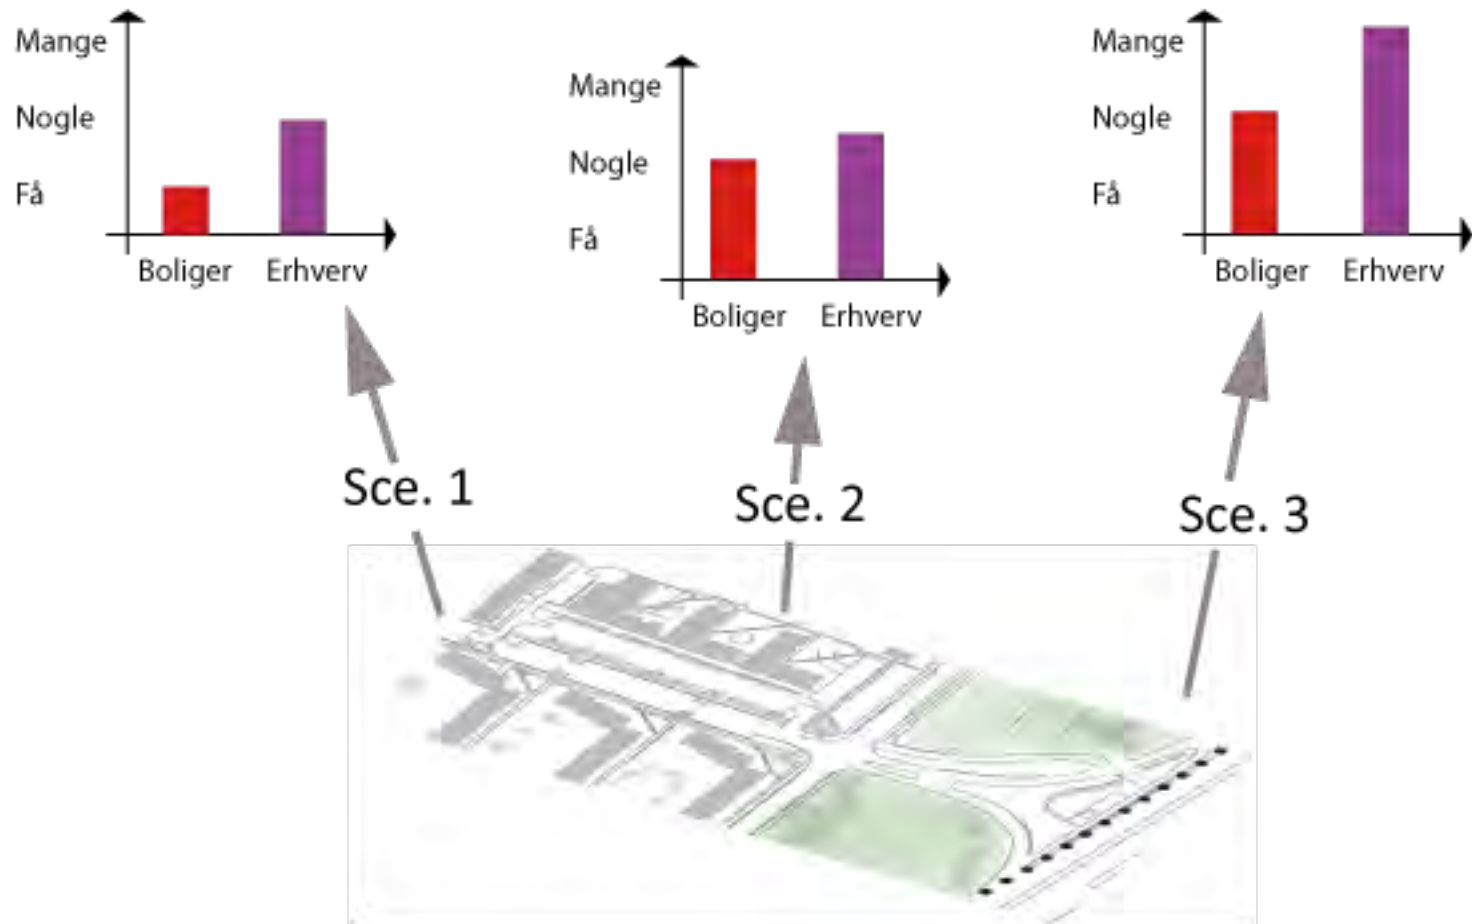 Mange
Nogle
Få
Boliger Erhverv
Mange
Nogle
Få
Boliger Erhverv
Mange
Nogle
Få
Boliger Erhverv
Sce. 1
Sce. 2
Sce. 3